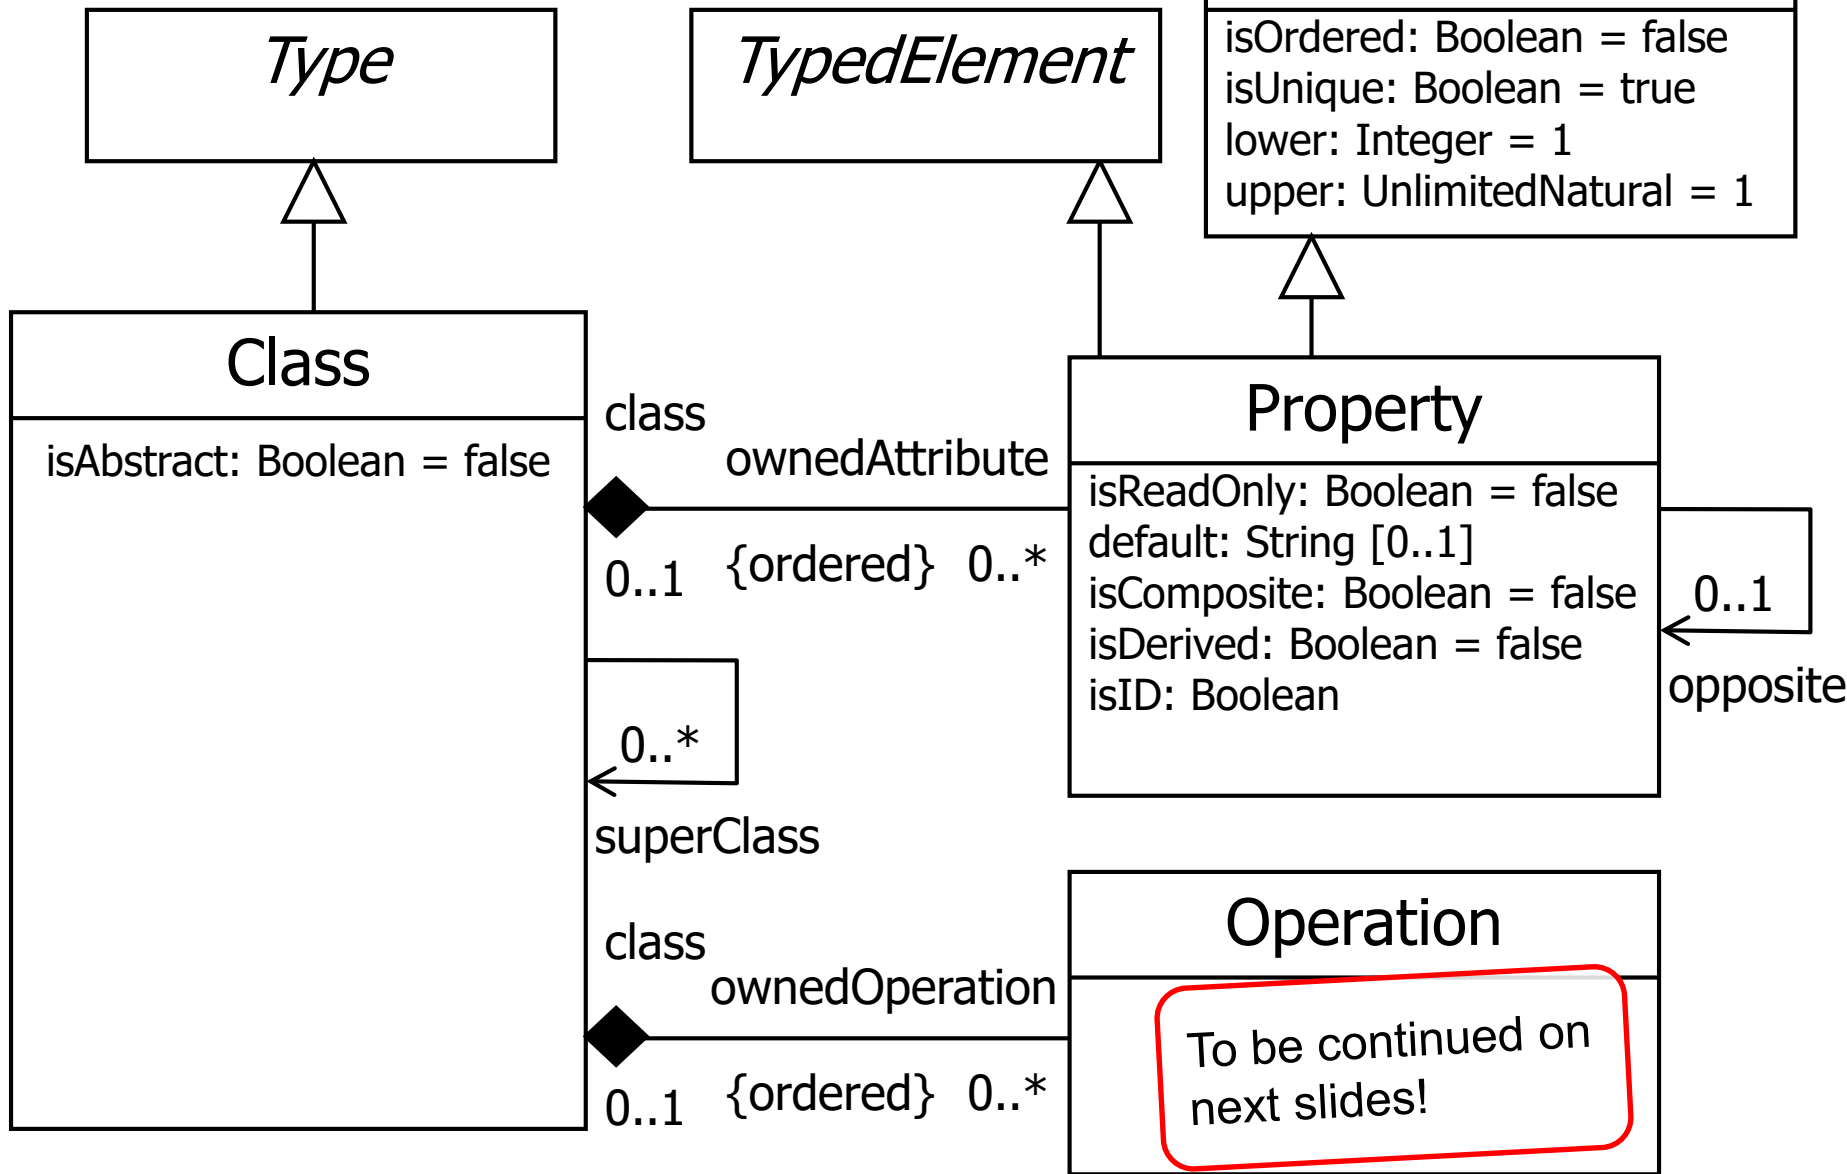 Type
TypedElement
isOrdered: Boolean = false
isUnique: Boolean = true
lower: Integer = 1
upper: UnlimitedNatural = 1
Class
isAbstract: Boolean = false
class
ownedAttribute
0..1 {ordered} 0..*
Property
isReadOnly: Boolean = false
default: String [0..1]
isComposite: Boolean = false
isDerived: Boolean = false
isID: Boolean
0..1
opposite
0..*
superClass
class
ownedOperation
0..1 {ordered} 0..*
Operation
To be continued on
next slides!